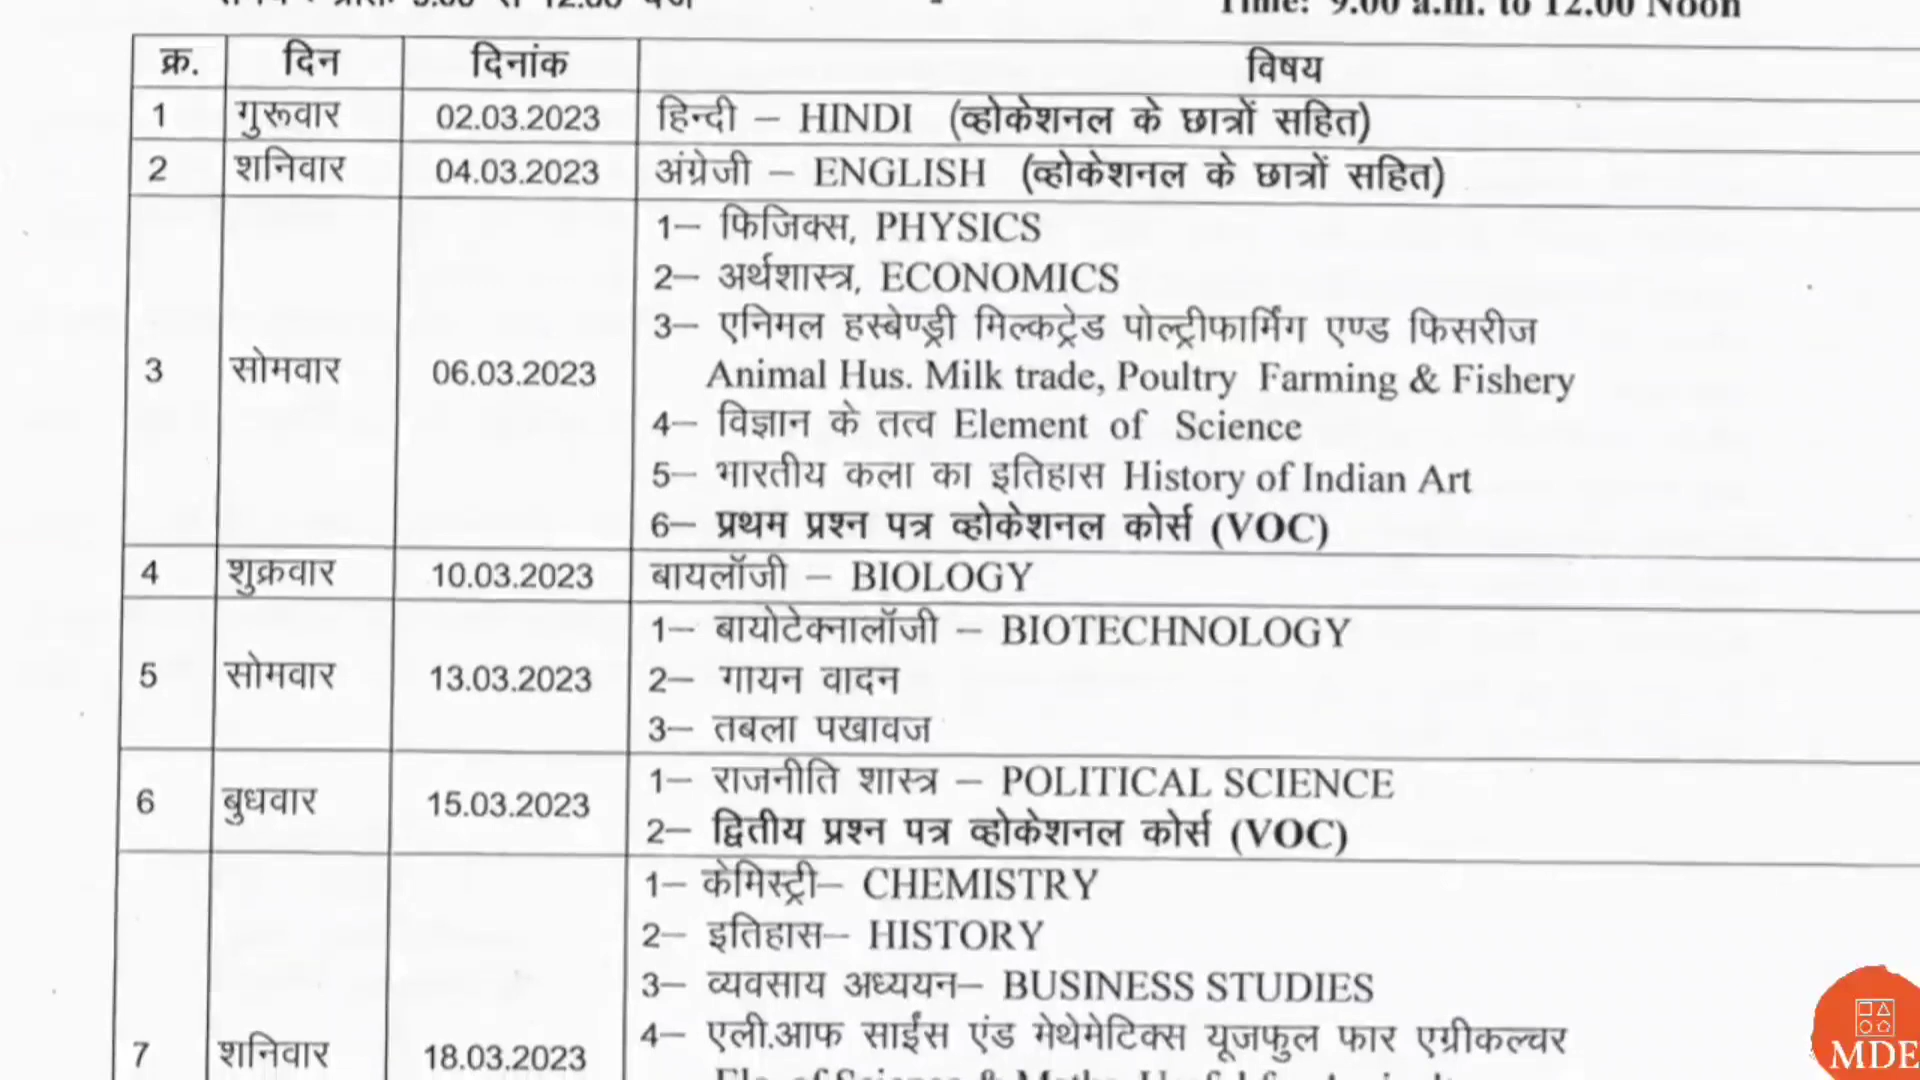 Time: 9.00 a.m. to 12.00 Noon
क्र. दिन दिनांक विषय
1 गुरूवार 02.03.2023 हिन्दी – HINDI (व्होकेशनल के छात्रों सहित)
2 शनिवार 04.03.2023 अंग्रेजी – ENGLISH (व्होकेशनल के छात्रों सहित)
3 सोमवार 06.03.2023
1– फिजिक्स, PHYSICS
2– अर्थशास्त्र, ECONOMICS
3– एनिमल हस्बेण्ड्री मिल्कट्रेड पोल्ट्रीफार्मिंग एण्ड फिसरीज
Animal Hus. Milk trade, Poultry Farming & Fishery
4– विज्ञान के तत्व Element of Science
5– भारतीय कला का इतिहास History of Indian Art
6– प्रथम प्रश्न पत्र व्होकेशनल कोर्स (VOC)
4 शुक्रवार 10.03.2023 बायलॉजी – BIOLOGY
5 सोमवार 13.03.2023
1– बायोटेक्नालॉजी – BIOTECHNOLOGY
2– गायन वादन
3– तबला पखावज
6 बुधवार 15.03.2023
1– राजनीति शास्त्र – POLITICAL SCIENCE
2– द्वितीय प्रश्न पत्र व्होकेशनल कोर्स (VOC)
7 शनिवार 18.03.2023
1– केमिस्ट्री– CHEMISTRY
2– इतिहास– HISTORY
3– व्यवसाय अध्ययन– BUSINESS STUDIES
4– एली.आफ साईंस एंड मेथेमेटिक्स यूजफुल फार एग्रीकल्चर
MDE